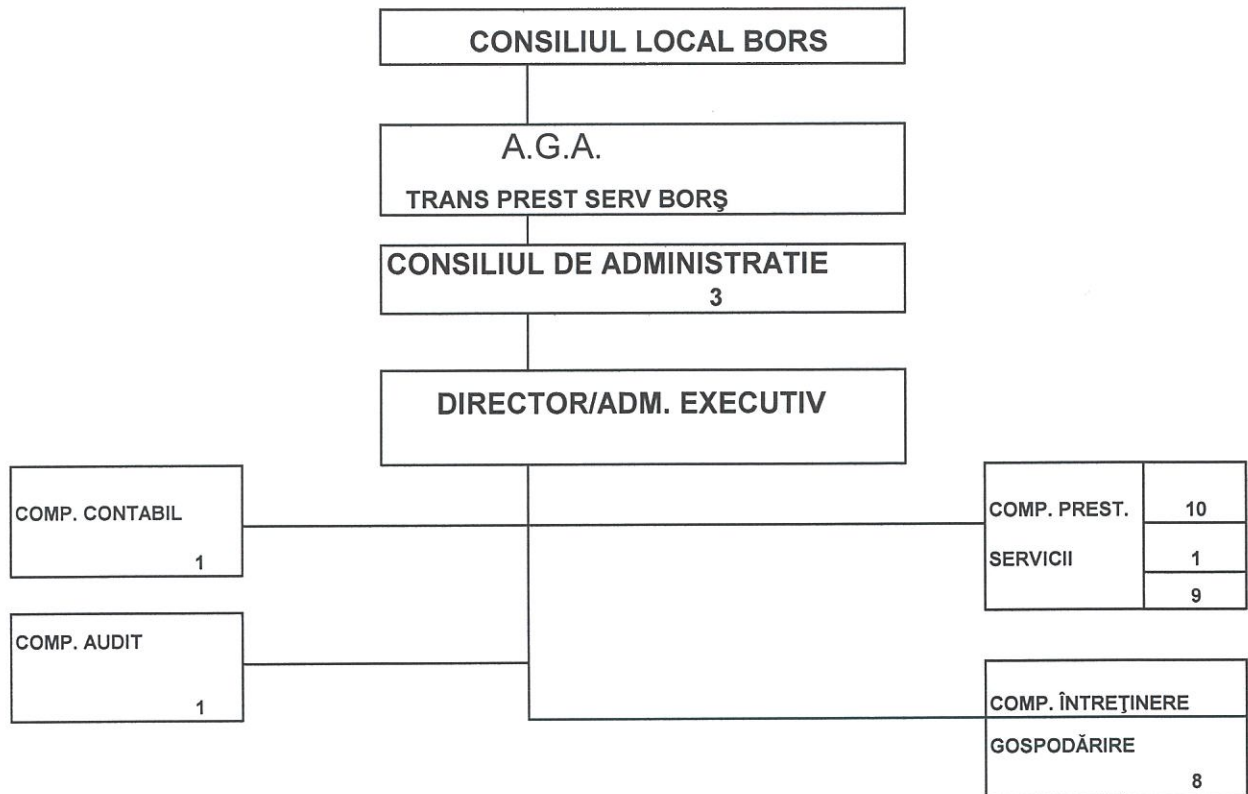 CONSILIUL LOCAL BORS
A.G.A.
TRANS PREST SERV BORŞ
CONSILIUL DE ADMINISTRATIE
3
DIRECTOR/ADM. EXECUTIV
COMP. CONTABIL
1
COMP. PREST. 10
SERVICII 1
9
COMP. AUDIT
1
COMP. ÎNTREŢINERE
GOSPODĂRIRE
8